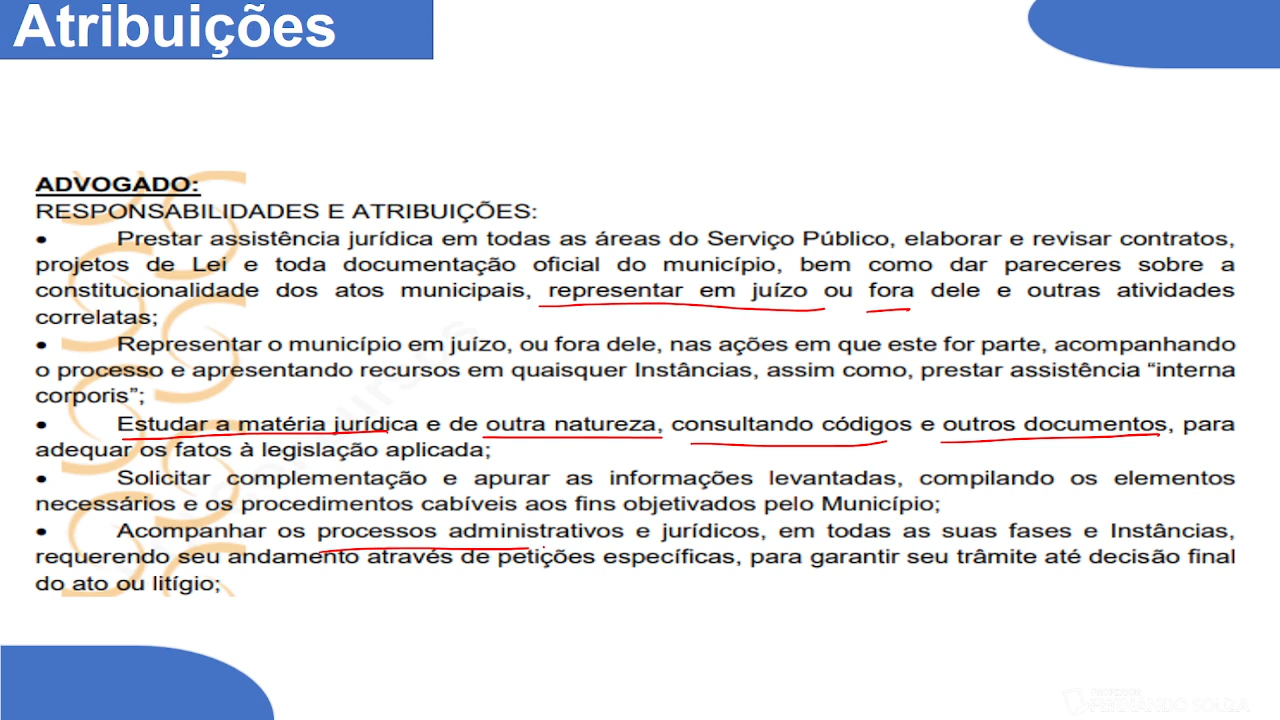 Atribuições
ADVOGADO:
RESPONSABILIDADES E ATRIBUIÇÕES:
• Prestar assistência jurídica em todas as áreas do Serviço Público, elaborar e revisar contratos,
projetos de Lei e toda documentação oficial do município, bem como dar pareceres sobre a
constitucionalidade dos atos municipais, representar em juízo ou fora dele e outras atividades
correlatas;
• Representar o município em juízo, ou fora dele, nas ações em que este for parte, acompanhando
o processo e apresentando recursos em quaisquer Instâncias, assim como, prestar assistência “interna
corporis”;
• Estudar a matéria jurídica e de outra natureza, consultando códigos e outros documentos, para
adequar os fatos à legislação aplicada;
• Solicitar complementação e apurar as informações levantadas, compilando os elementos
necessários e os procedimentos cabíveis aos fins objetivados pelo Município;
• Acompanhar os processos administrativos e jurídicos, em todas as suas fases e Instâncias,
requerendo seu andamento através de petições específicas, para garantir seu trâmite até decisão final
do ato ou litígio;
PROFESSOR
FERNANDO SOUZA